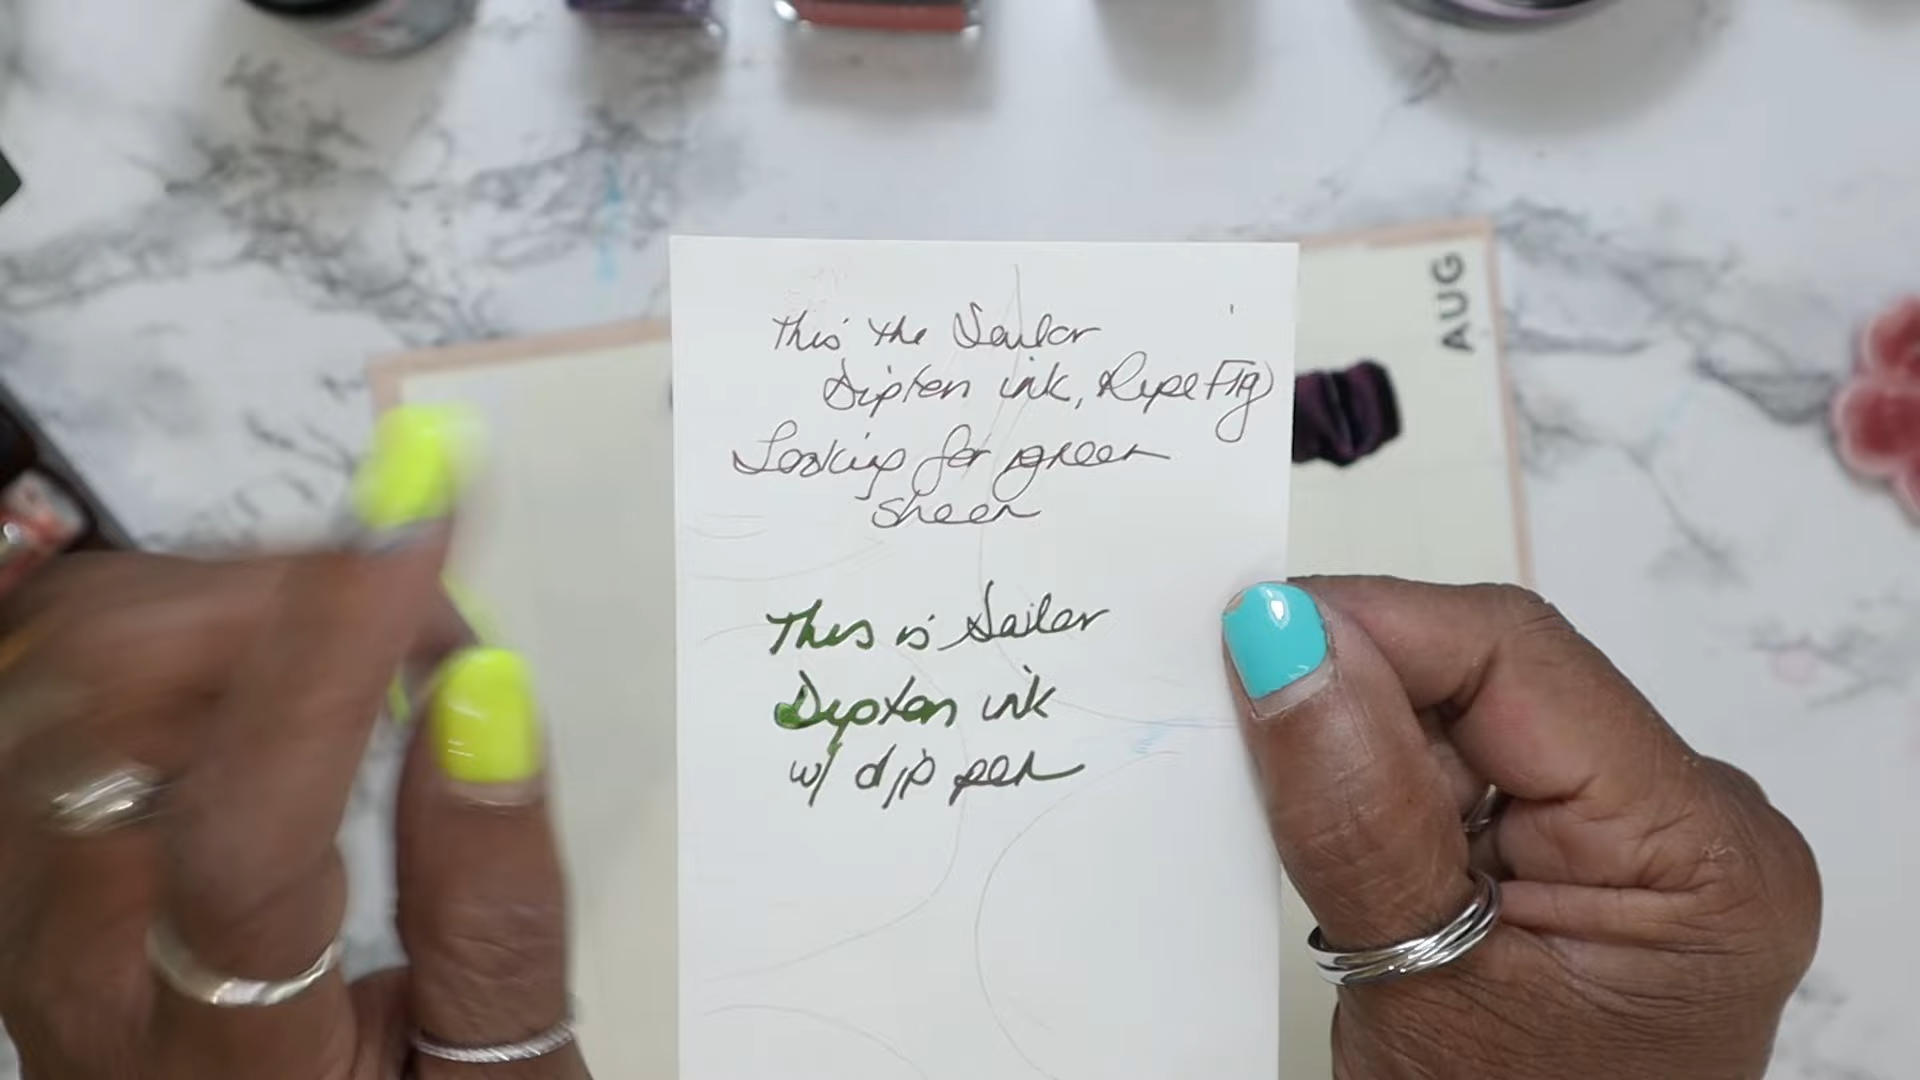 This the Sailor
Dipton ink, Ripe Fig
Looking for green
sheen
This is Sailor
Dipton ink
w/ dip pen
AUG